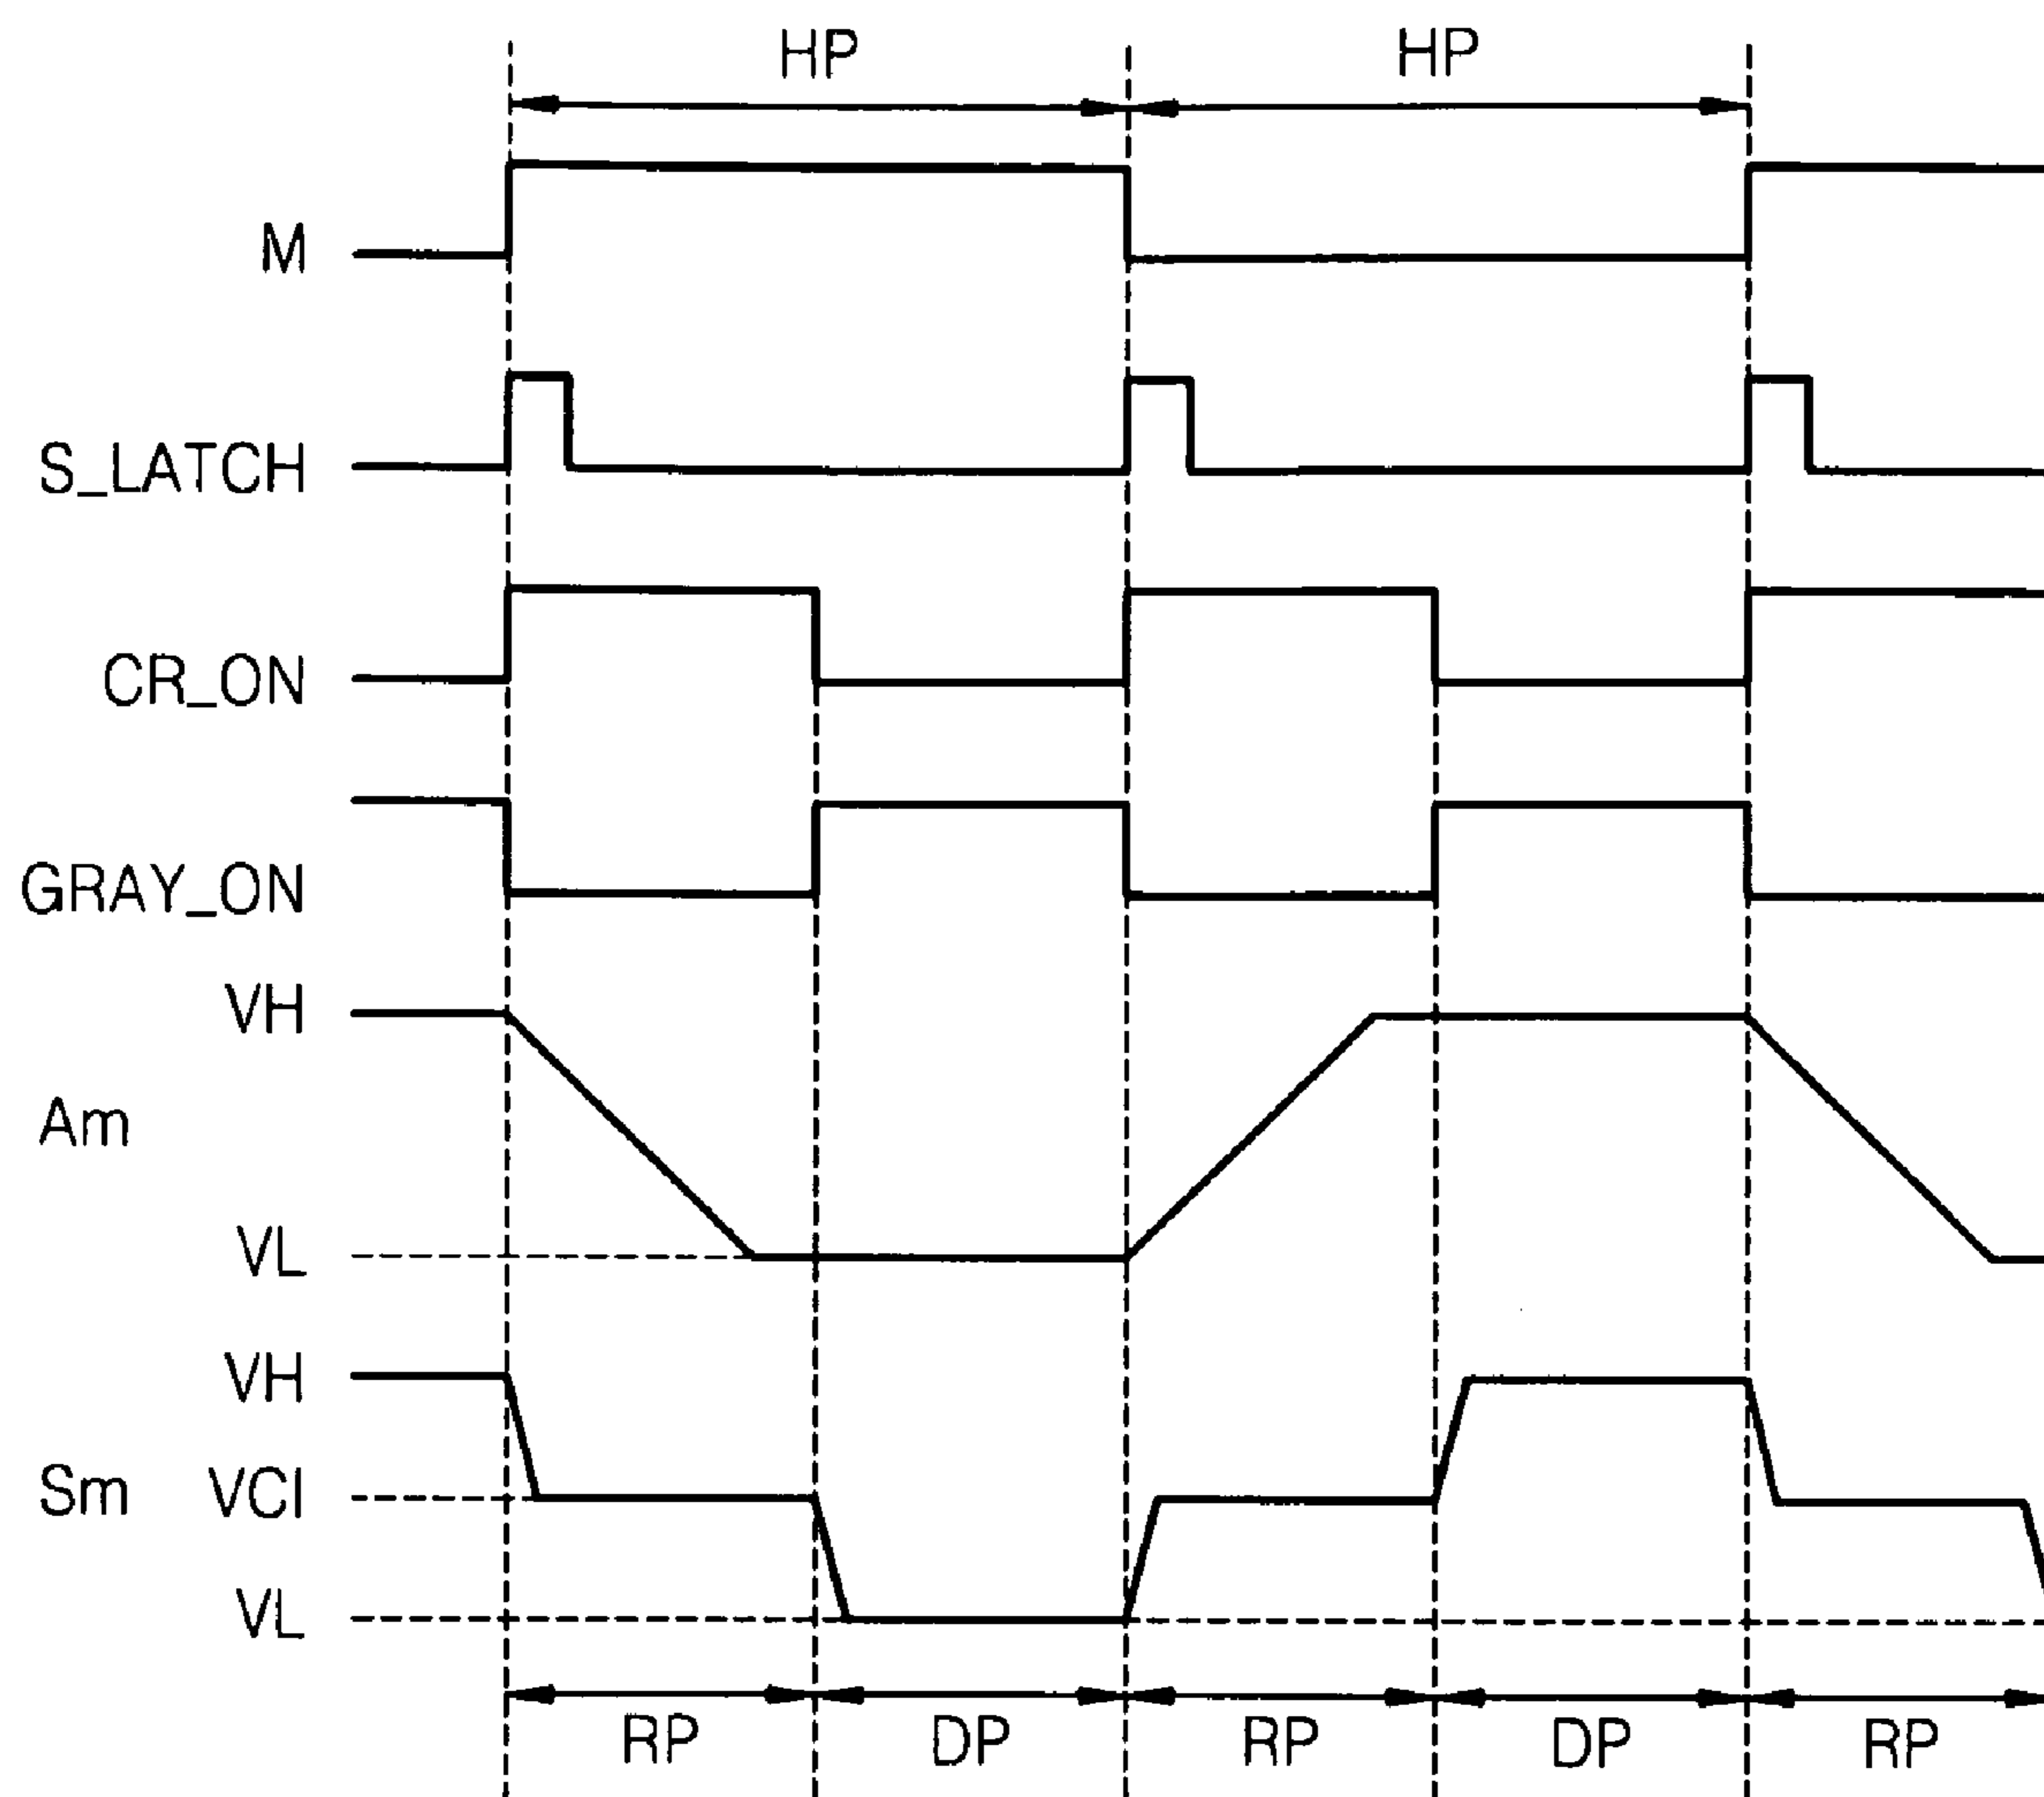 HP HP
M
S_LATCH
CR_ON
GRAY_ON
VH
Am
VL
VH
Sm VCI
VL
RP DP RP DP RP